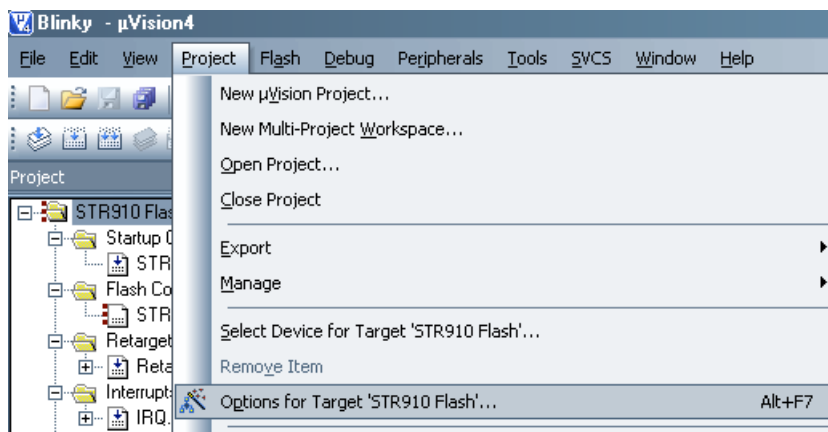 Blinky - µVision4
File Edit View Project Flash Debug Peripherals Tools SVCS Window Help
New µVision Project...
New Multi-Project Workspace...
Open Project...
Close Project
Export
Manage
Select Device for Target 'STR910 Flash'...
Remove Item
Options for Target 'STR910 Flash'... Alt+F7
Project
STR910 Flas
Startup C
STR
Flash Co
STR
Retarget
Reta
Interrupt
IRQ.